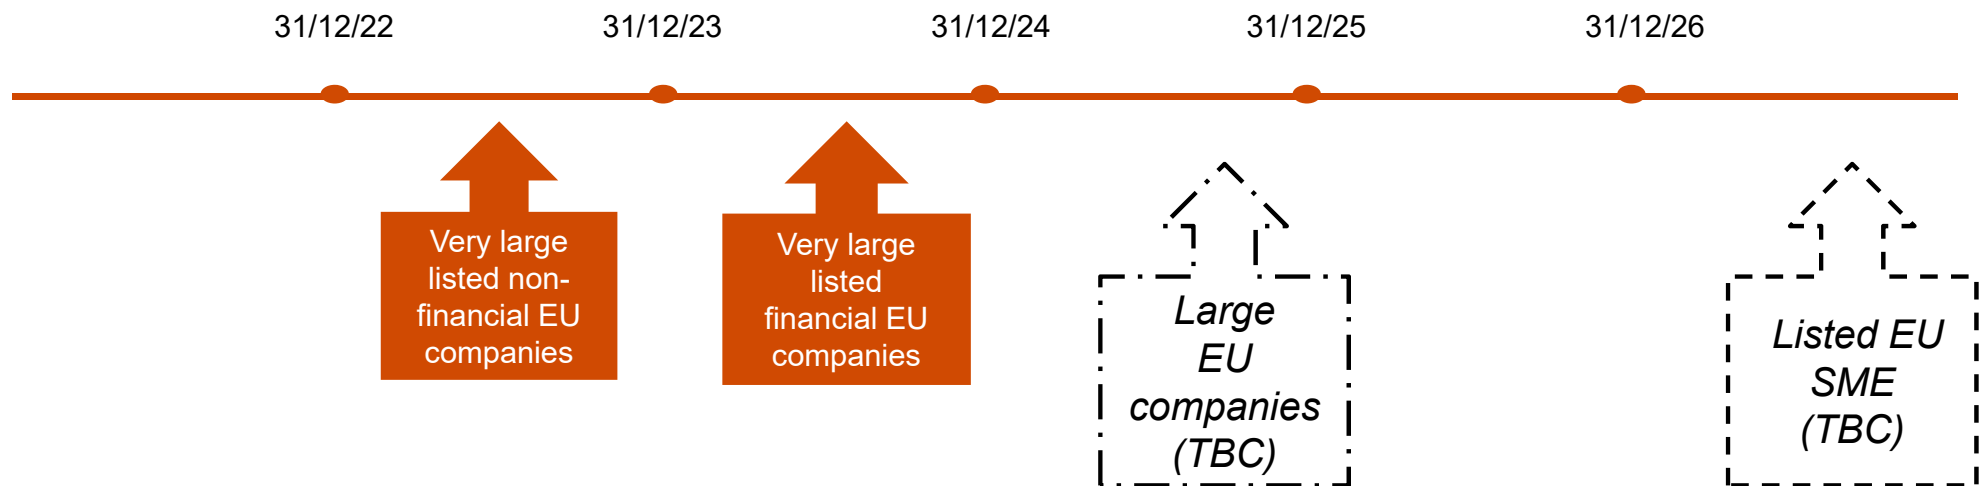 31/12/22
31/12/23
31/12/24
31/12/25
31/12/26
Very large
listed non-
financial EU
companies
Very large
listed
financial EU
companies
Large
EU
companies
(TBC)
Listed EU
SME
(TBC)